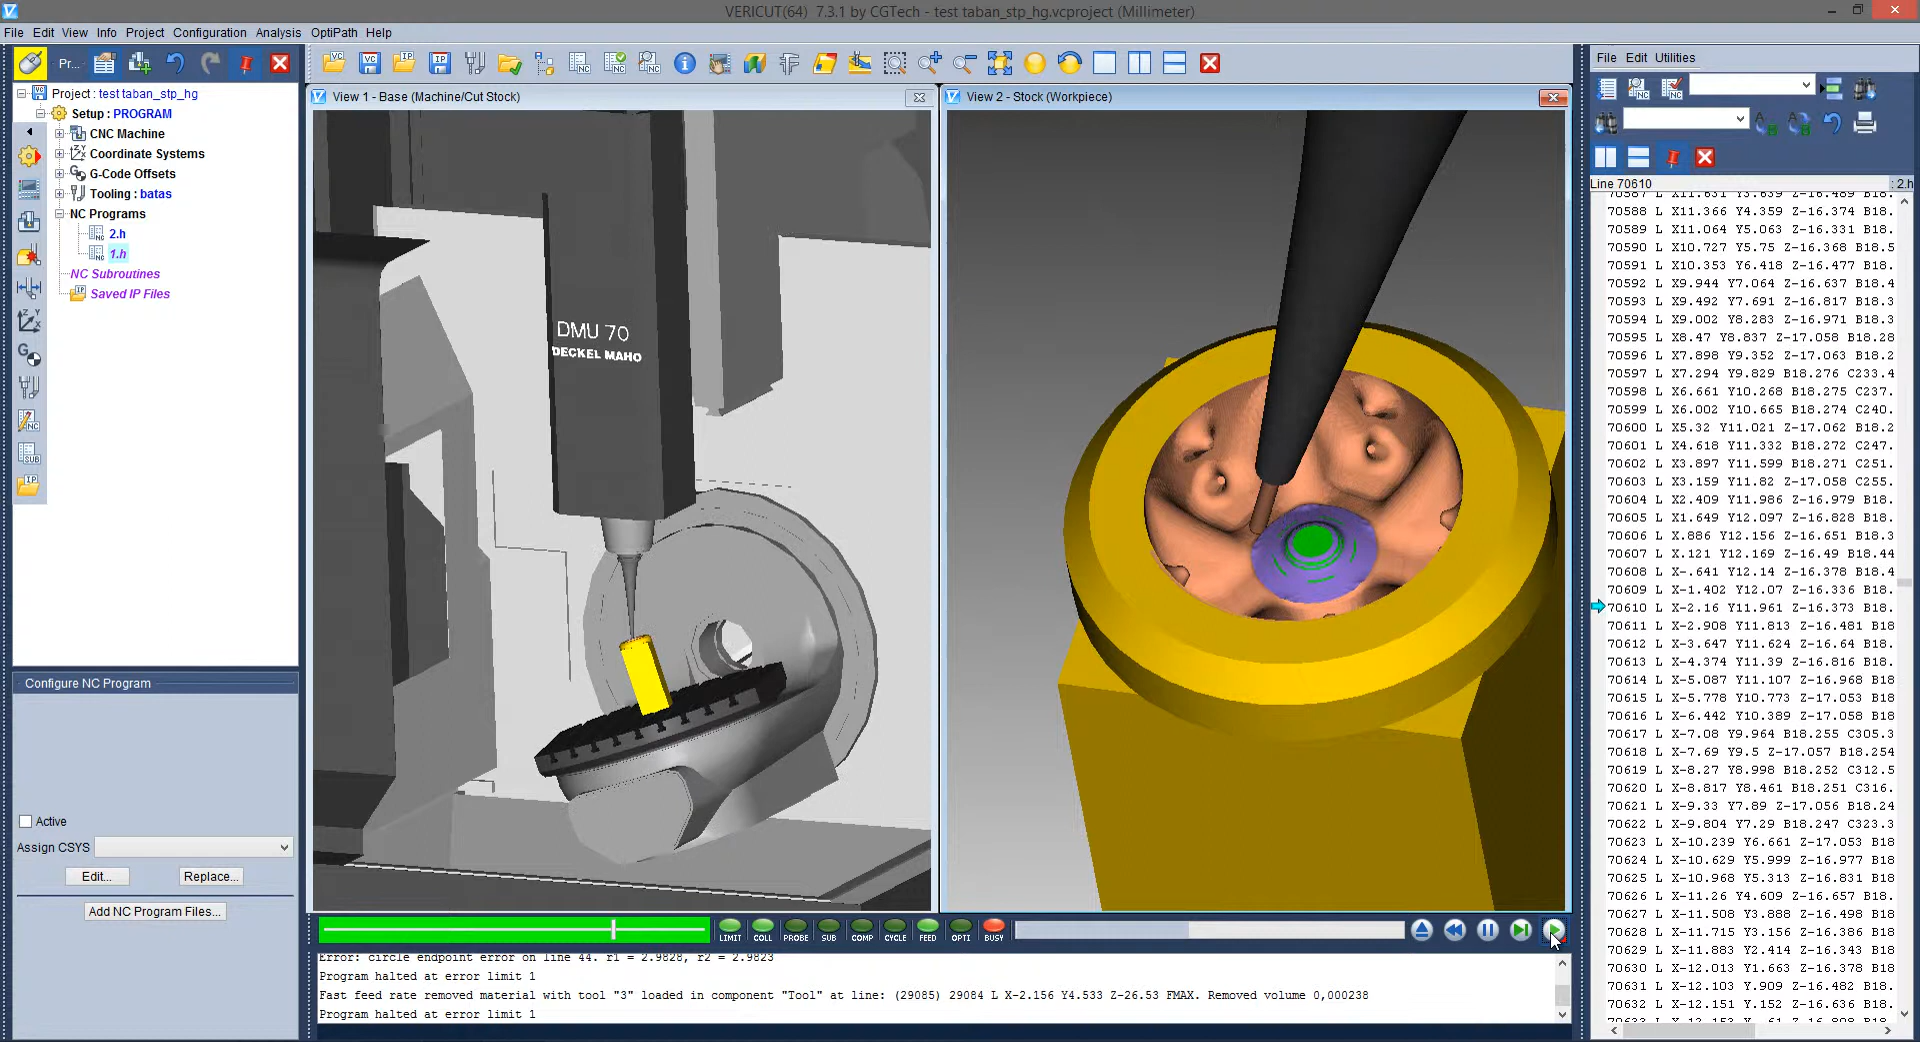 VERICUT(64) 7.3.1 by CGTech - test taban_stp_hg.vcproject (Millimeter)
File Edit View Info Project Configuration Analysis OptiPath Help
Pr...
Project : test taban_stp_hg
Setup : PROGRAM
CNC Machine
Coordinate Systems
G-Code Offsets
Tooling : batas
NC Programs
2.h
1.h
NC Subroutines
Saved IP Files
Configure NC Program
Active
Assign CSYS
Edit...
Replace...
Add NC Program Files...
View 1 - Base (Machine/Cut Stock)
DMU 70
DECKEL MAHO
View 2 - Stock (Workpiece)
LIMIT COLL PROBE SUB COMP CYCLE FEED OPTI BUSY
Error: circle endpoint error on line 44. r1 = 2.9828, r2 = 2.9823
Program halted at error limit 1
Fast feed rate removed material with tool "3" loaded in component "Tool" at line: (29085) 29084 L X-2.156 Y4.533 Z-26.53 FMAX. Removed volume 0,000238
Program halted at error limit 1
File Edit Utilities
Line 70610 : 2.h
70587 L X11.631 Y3.639 Z-16.489 B18.
70588 L X11.366 Y4.359 Z-16.374 B18.
70589 L X11.064 Y5.063 Z-16.331 B18.
70590 L X10.727 Y5.75 Z-16.368 B18.5
70591 L X10.353 Y6.418 Z-16.477 B18.
70592 L X9.944 Y7.064 Z-16.637 B18.4
70593 L X9.492 Y7.691 Z-16.817 B18.3
70594 L X9.002 Y8.283 Z-16.971 B18.3
70595 L X8.47 Y8.837 Z-17.058 B18.28
70596 L X7.898 Y9.352 Z-17.063 B18.2
70597 L X7.294 Y9.829 B18.276 C233.4
70598 L X6.661 Y10.268 B18.275 C237.
70599 L X6.002 Y10.665 B18.274 C240.
70600 L X5.32 Y11.021 Z-17.062 B18.2
70601 L X4.618 Y11.332 B18.272 C247.
70602 L X3.897 Y11.599 B18.271 C251.
70603 L X3.159 Y11.82 Z-17.058 C255.
70604 L X2.409 Y11.986 Z-16.979 B18.
70605 L X1.649 Y12.097 Z-16.828 B18.
70606 L X.886 Y12.156 Z-16.651 B18.3
70607 L X.121 Y12.169 Z-16.49 B18.44
70608 L X-.641 Y12.14 Z-16.378 B18.4
70609 L X-1.402 Y12.07 Z-16.336 B18.
70610 L X-2.16 Y11.961 Z-16.373 B18.
70611 L X-2.908 Y11.813 Z-16.481 B18
70612 L X-3.647 Y11.624 Z-16.64 B18.
70613 L X-4.374 Y11.39 Z-16.816 B18.
70614 L X-5.087 Y11.107 Z-16.968 B18
70615 L X-5.778 Y10.773 Z-17.053 B18
70616 L X-6.442 Y10.389 Z-17.058 B18
70617 L X-7.08 Y9.964 B18.255 C305.3
70618 L X-7.69 Y9.5 Z-17.057 B18.254
70619 L X-8.27 Y8.998 B18.252 C312.5
70620 L X-8.817 Y8.461 B18.251 C316.
70621 L X-9.33 Y7.89 Z-17.056 B18.24
70622 L X-9.804 Y7.29 B18.247 C323.3
70623 L X-10.239 Y6.661 Z-17.053 B18
70624 L X-10.629 Y5.999 Z-16.977 B18
70625 L X-10.968 Y5.313 Z-16.831 B18
70626 L X-11.26 Y4.609 Z-16.657 B18.
70627 L X-11.508 Y3.888 Z-16.498 B18
70628 L X-11.715 Y3.156 Z-16.386 B18
70629 L X-11.883 Y2.414 Z-16.343 B18
70630 L X-12.013 Y1.663 Z-16.378 B18
70631 L X-12.103 Y.909 Z-16.482 B18.
70632 L X-12.151 Y.152 Z-16.636 B18.